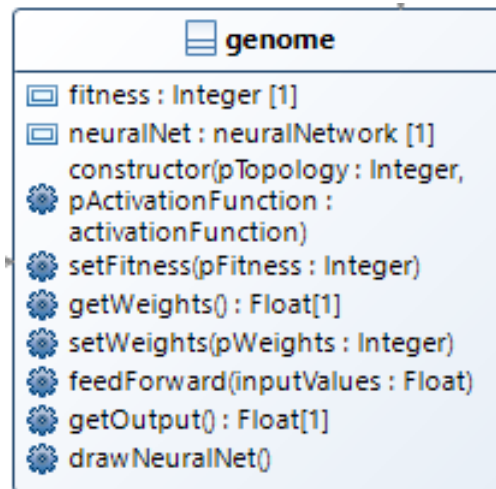 genome
fitness : Integer [1]
neuralNet : neuralNetwork [1]
constructor(pTopology : Integer,
pActivationFunction :
activationFunction)
setFitness(pFitness : Integer)
getWeights() : Float[1]
setWeights(pWeights : Integer)
feedForward(inputValues : Float)
getOutput() : Float[1]
drawNeuralNet()